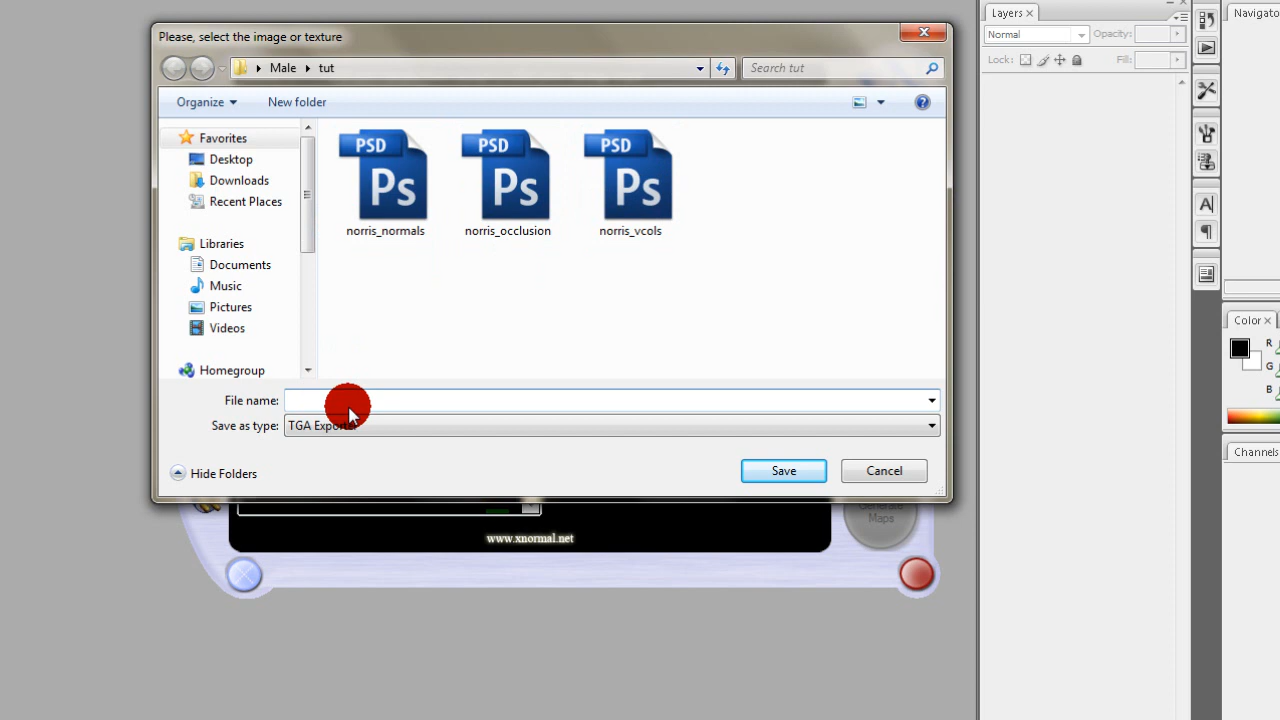 Please, select the image or texture
Male tut
Search tut
Organize New folder
Favorites
Desktop
Downloads
Recent Places
Libraries
Documents
Music
Pictures
Videos
Homegroup
PSD PSD PSD
Ps Ps Ps
norris_normals norris_occlusion norris_vcols
File name:
Save as type: TGA Exporter
Hide Folders Save Cancel
Generate
Maps
www.xnormal.net
Layers ×
Normal Opacity:
Lock: Fill:
Navigator
Color ×
R
G
B
Channels